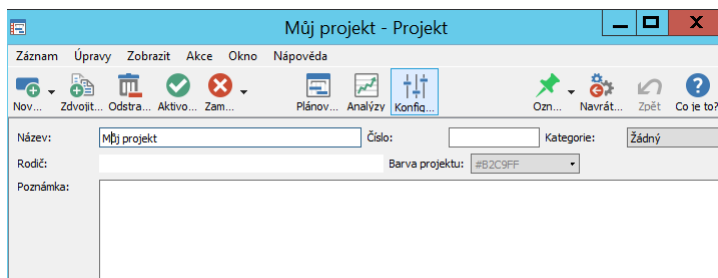 Můj projekt - Projekt
Záznam Úpravy Zobrazit Akce Okno Nápověda
Nov... Zdvojit... Odstra... Aktivo... Zam... Plánov... Analýzy Konfig... Ozn... Navrát... Zpět Co je to?
Název: Můj projekt Číslo: Kategorie: Žádný
Rodič: Barva projektu: #B2C9FF
Poznámka: